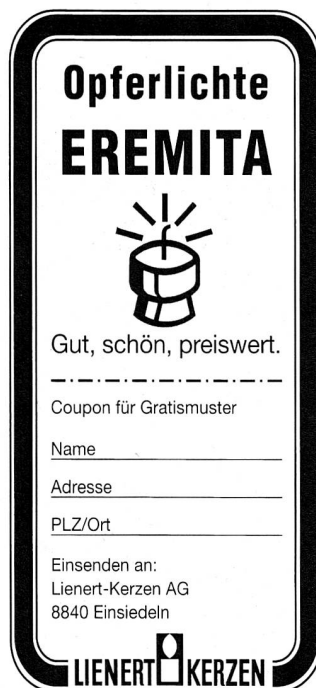 Opferlichte
EREMITA
Gut, schön, preiswert.
Coupon für Gratismuster
Name
Adresse
PLZ/Ort
Einsenden an:
Lienert-Kerzen AG
8840 Einsiedeln
LIENERT KERZEN